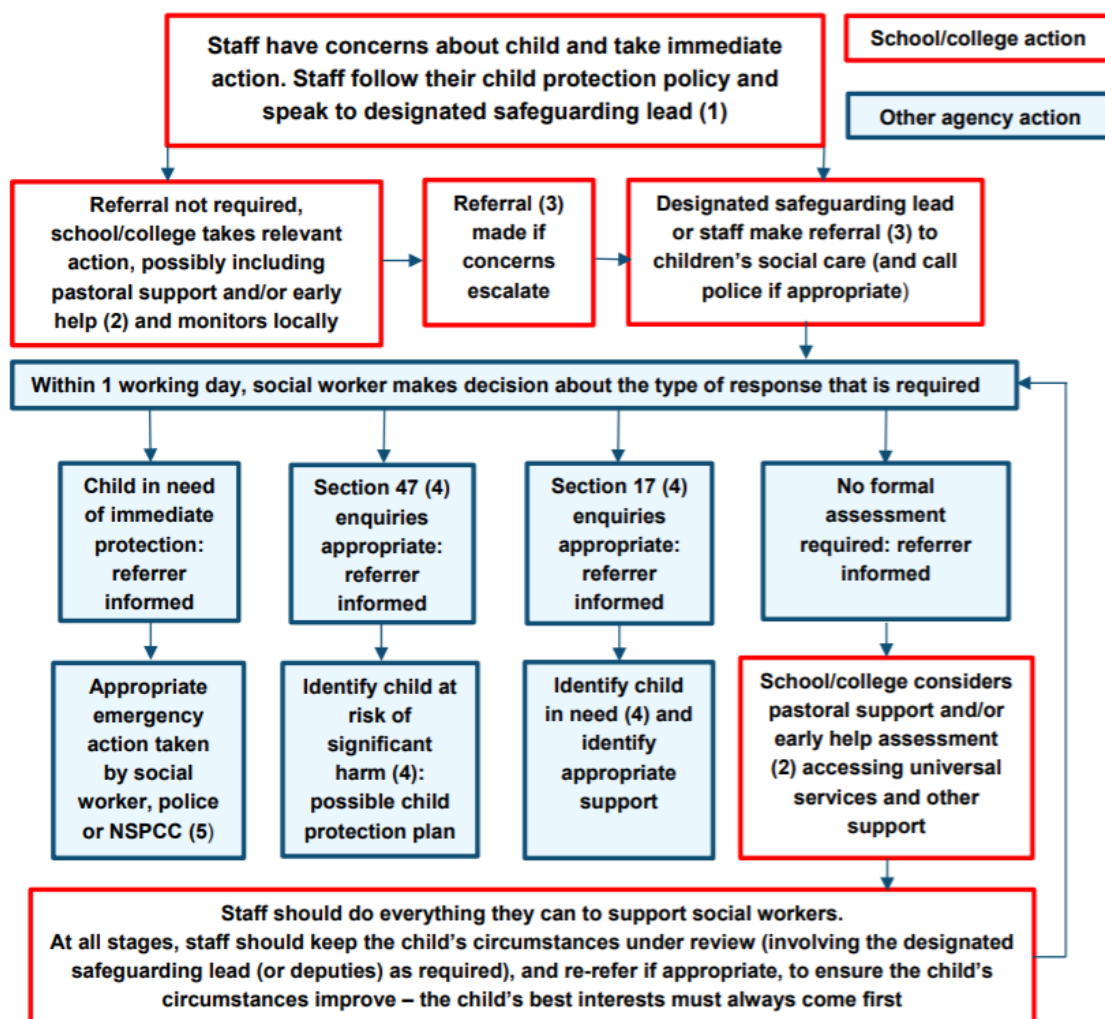 Staff have concerns about child and take immediate
action. Staff follow their child protection policy and
speak to designated safeguarding lead (1)
School/college action
Other agency action
Referral not required,
school/college takes relevant
action, possibly including
pastoral support and/or early
help (2) and monitors locally
Referral (3)
made if
concerns
escalate
Designated safeguarding lead
or staff make referral (3) to
children’s social care (and call
police if appropriate)
Within 1 working day, social worker makes decision about the type of response that is required
Child in need
of immediate
protection:
referrer
informed
Section 47 (4)
enquiries
appropriate:
referrer
informed
Section 17 (4)
enquiries
appropriate:
referrer
informed
No formal
assessment
required: referrer
informed
Appropriate
emergency
action taken
by social
worker, police
or NSPCC (5)
Identify child at
risk of
significant
harm (4):
possible child
protection plan
Identify child
in need (4) and
identify
appropriate
support
School/college considers
pastoral support and/or
early help assessment
(2) accessing universal
services and other
support
Staff should do everything they can to support social workers.
At all stages, staff should keep the child’s circumstances under review (involving the designated
safeguarding lead (or deputies) as required), and re-refer if appropriate, to ensure the child’s
circumstances improve – the child’s best interests must always come first